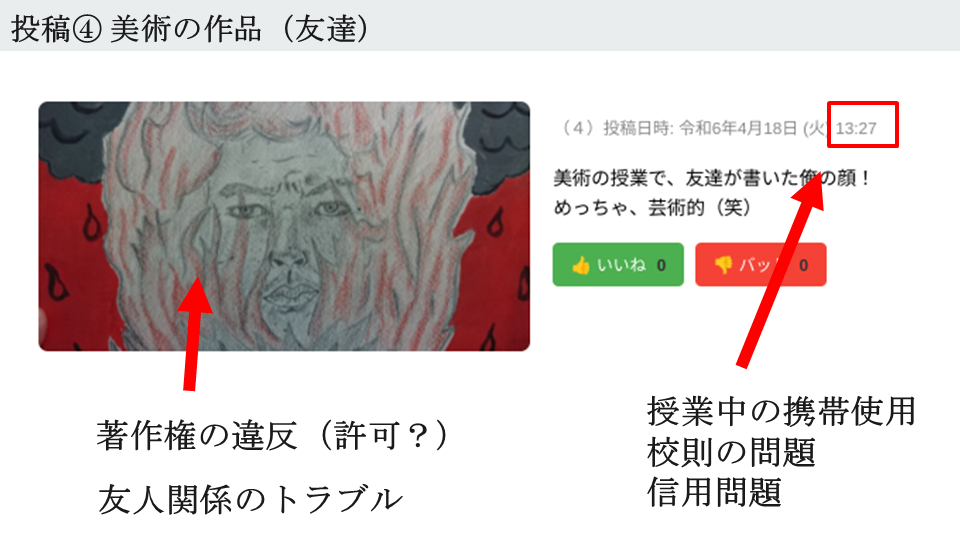 投稿④ 美術の作品（友達）
（４）投稿日時: 令和6年4月18日 (火) 13:27
美術の授業で、友達が書いた俺の顔！
めっちゃ、芸術的（笑）
👍 いいね 0
👎 バッ 0
著作権の違反（許可？）
友人関係のトラブル
授業中の携帯使用
校則の問題
信用問題